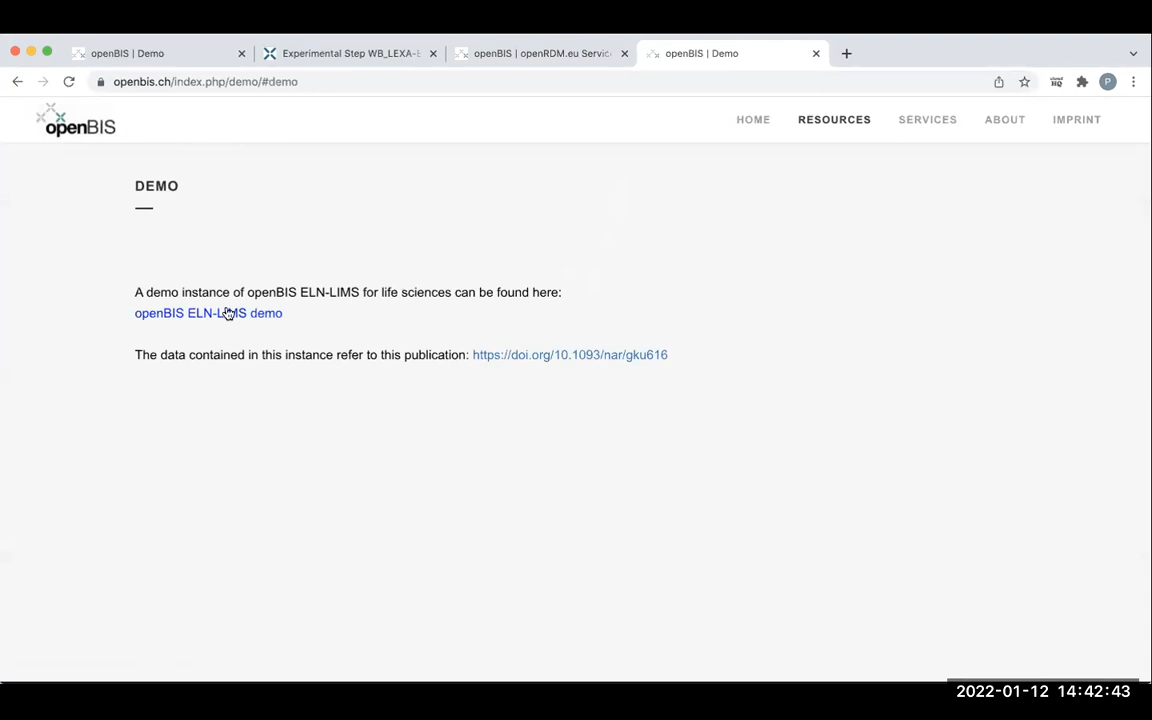 openBIS | Demo
Experimental Step WB_LEXA-
openBIS | openRDM.eu Servic
openBIS | Demo
openbis.ch/index.php/demo/#demo
HQ
P
openBIS
HOME
RESOURCES
SERVICES
ABOUT
IMPRINT
DEMO
A demo instance of openBIS ELN-LIMS for life sciences can be found here:
openBIS ELN-LIMS demo
The data contained in this instance refer to this publication: https://doi.org/10.1093/nar/gku616
2022-01-12 14:42:43